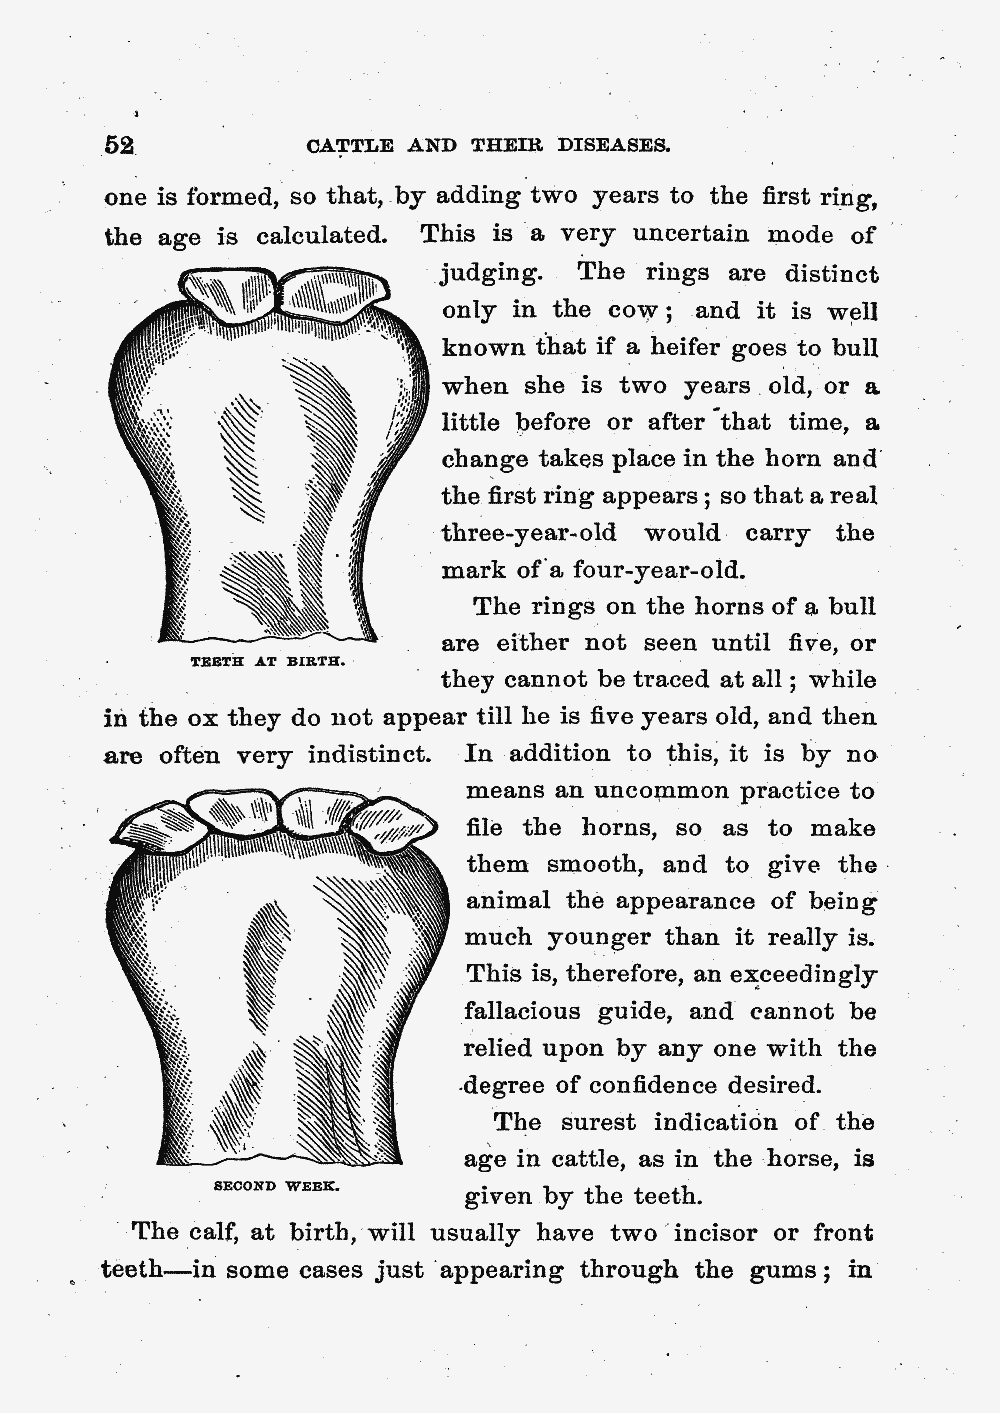 52 CATTLE AND THEIR DISEASES.
one is formed, so that, by adding two years to the first ring,
the age is calculated. This is a very uncertain mode of
judging. The rings are distinct
only in the cow; and it is well
known that if a heifer goes to bull
when she is two years old, or a
little before or after that time, a
change takes place in the horn and
the first ring appears; so that a real
three-year-old would carry the
mark of a four-year-old.
The rings on the horns of a bull
are either not seen until five, or
they cannot be traced at all; while
TEETH AT BIRTH.
in the ox they do not appear till he is five years old, and then
are often very indistinct. In addition to this, it is by no
means an uncommon practice to
file the horns, so as to make
them smooth, and to give the
animal the appearance of being
much younger than it really is.
This is, therefore, an exceedingly
fallacious guide, and cannot be
relied upon by any one with the
degree of confidence desired.
The surest indication of the
age in cattle, as in the horse, is
given by the teeth.
SECOND WEEK.
The calf, at birth, will usually have two incisor or front
teeth—in some cases just appearing through the gums; in